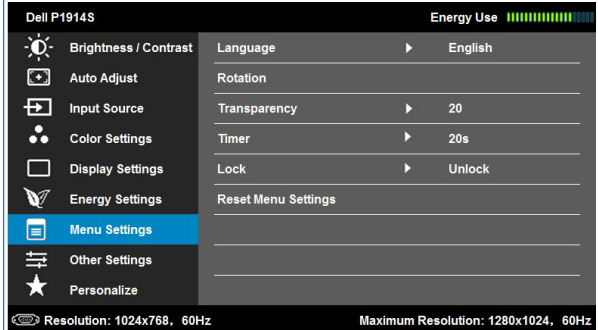 Dell P1914S Energy Use
Brightness / Contrast Language English
Auto Adjust Rotation
Input Source Transparency 20
Color Settings Timer 20s
Display Settings Lock Unlock
Energy Settings Reset Menu Settings
Menu Settings
Other Settings
Personalize
Resolution: 1024x768, 60Hz Maximum Resolution: 1280x1024, 60Hz